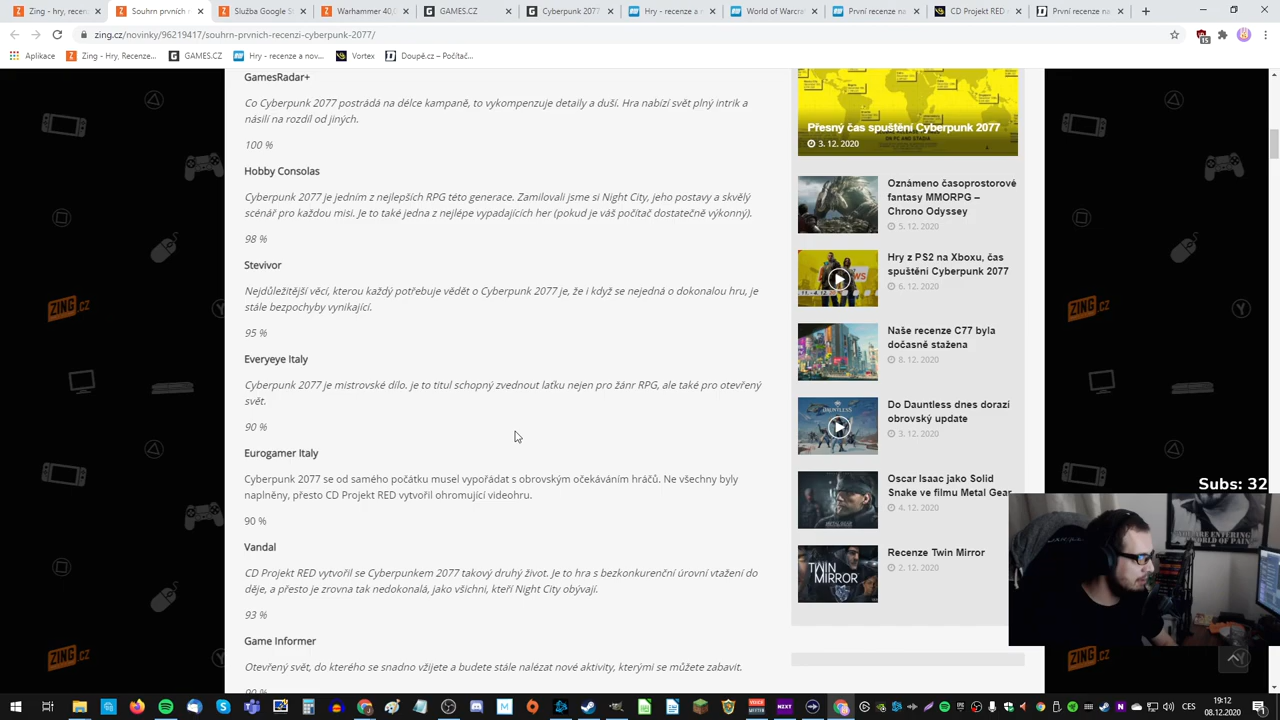 Zing - hry, recen
Souhrn prvních r
Služba Google St
Warhammer 40,0
GAMES.CZ
Cyberpunk 2077
Hry - recenze a n
World of Warcra
První recenze na
CD Projekt RED v
První recenze na
zing.cz/novinky/96219417/souhrn-prvnich-recenzi-cyberpunk-2077/
Aplikace
Zing - Hry, Recenze...
GAMES.CZ
Hry - recenze a nov...
Vortex
Doupě.cz – Počítač...
GamesRadar+
Co Cyberpunk 2077 postrádá na délce kampaně, to vykompenzuje detaily a duší. Hra nabízí svět plný intrik a
násilí na rozdíl od jiných.
100 %
Hobby Consolas
Cyberpunk 2077 je jedním z nejlepších RPG této generace. Zamilovali jsme si Night City, jeho postavy a skvělý
scénář pro každou misi. Je to také jedna z nejlépe vypadajících her (pokud je váš počítač dostatečně výkonný).
98 %
Stevivor
Nejdůležitější věcí, kterou každý potřebuje vědět o Cyberpunk 2077 je, že i když se nejedná o dokonalou hru, je
stále bezpochyby vynikající.
95 %
Everyeye Italy
Cyberpunk 2077 je mistrovské dílo. je to titul schopný zvednout laťku nejen pro žánr RPG, ale také pro otevřený
svět.
90 %
Eurogamer Italy
Cyberpunk 2077 se od samého počátku musel vypořádat s obrovským očekáváním hráčů. Ne všechny byly
naplněny, přesto CD Projekt RED vytvořil ohromující videohru.
90 %
Vandal
CD Projekt RED vytvořil se Cyberpunkem 2077 takový druhý život. Je to hra s bezkonkurenční úrovní vtažení do
děje, a přesto je zrovna tak nedokonalá, jako všichni, kteří Night City obývají.
93 %
Game Informer
Otevřený svět, do kterého se snadno vžijete a budete stále nalézat nové aktivity, kterými se můžete zabavit.
90 %
Přesný čas spuštění Cyberpunk 2077
3. 12. 2020
Oznámeno časoprostorové
fantasy MMORPG –
Chrono Odyssey
5. 12. 2020
Hry z PS2 na Xboxu, čas
spuštění Cyberpunk 2077
6. 12. 2020
Naše recenze C77 byla
dočasně stažena
8. 12. 2020
Do Dauntless dnes dorazí
obrovský update
3. 12. 2020
Oscar Isaac jako Solid
Snake ve filmu Metal Gear
4. 12. 2020
TWIN
MIRROR
Recenze Twin Mirror
2. 12. 2020
Subs: 32
ZING.CZ
ZING.CZ
ZING.CZ
ZING.CZ
CES
19:12
08.12.2020